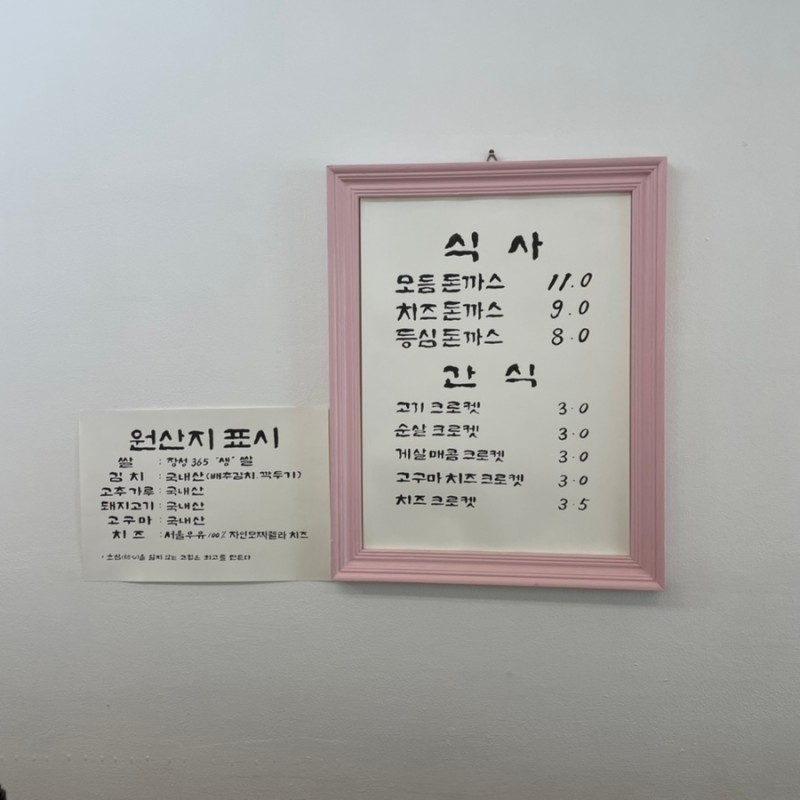 식 사
모듬 돈까스 11.0
치즈 돈까스 9.0
등심 돈까스 8.0
간 식
고기 크로켓 3.0
순살 크로켓 3.0
게살매콤크로켓 3.0
고구마 치즈크로켓 3.0
치즈 크로켓 3.5
원산지 표시
쌀 : 장성 365 "생" 쌀
김 치 : 국내산 (배추김치. 깍두기)
고추가루 : 국내산
돼지고기 : 국내산
고구마 : 국내산
치 즈 : 서울우유 100% 자연모짜렐라 치즈